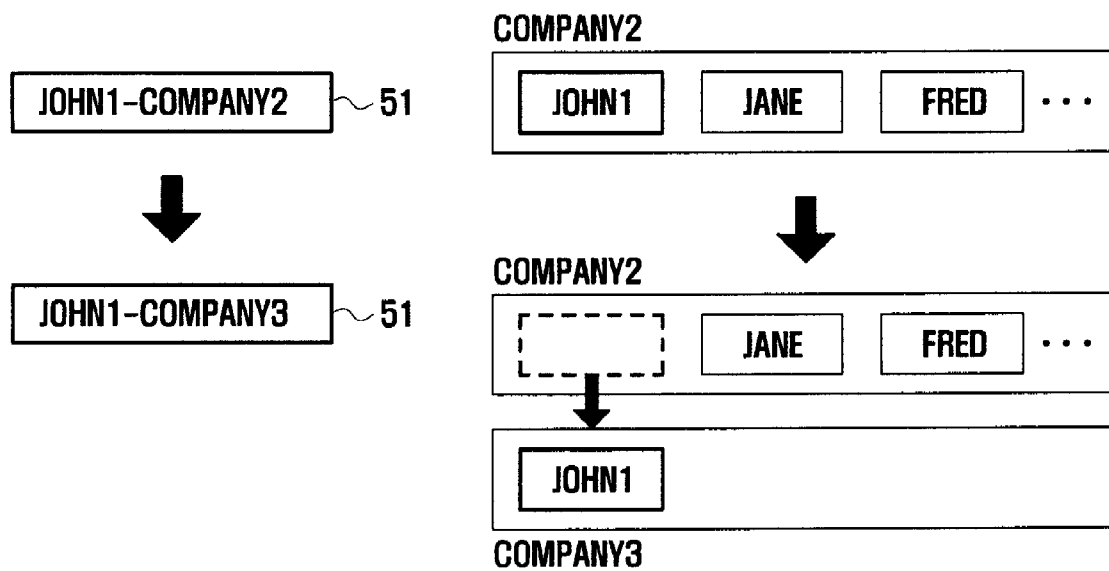 COMPANY2
JOHN1-COMPANY2 51
JOHN1 JANE FRED ...
COMPANY2
JOHN1-COMPANY3 51
JANE FRED ...
JOHN1
COMPANY3